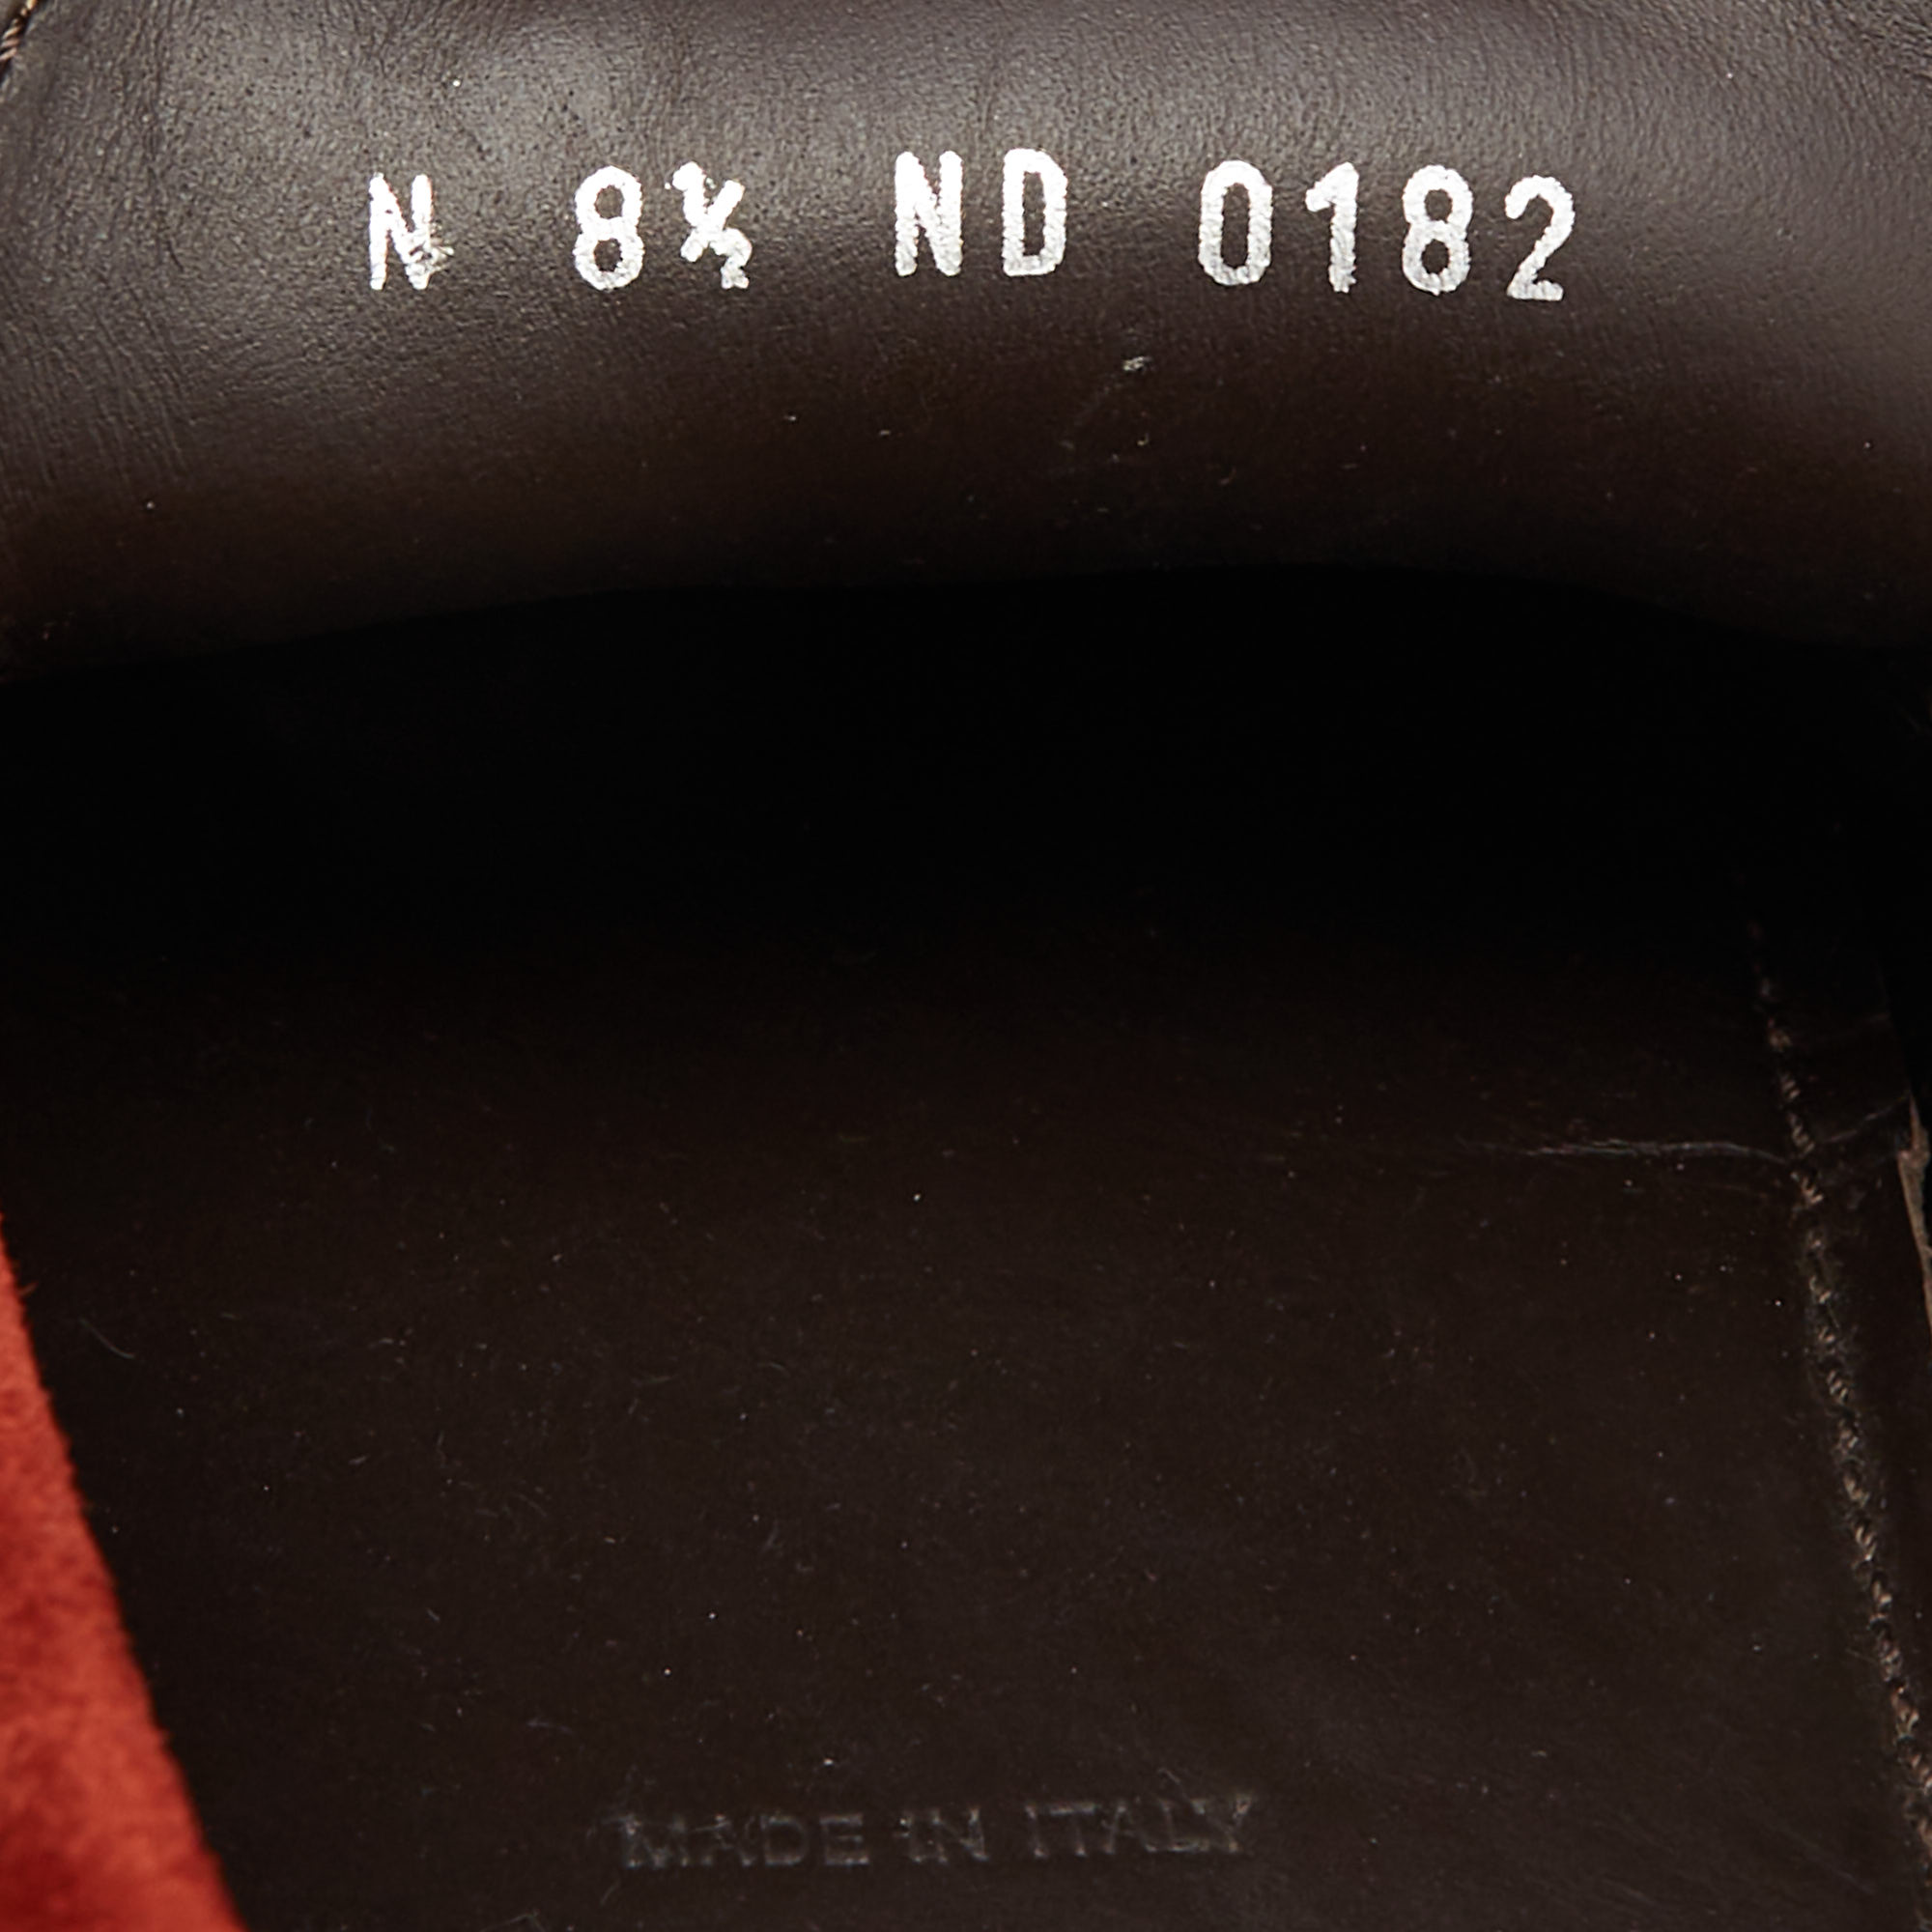 N 8½ ND 0182
MADE IN ITALY